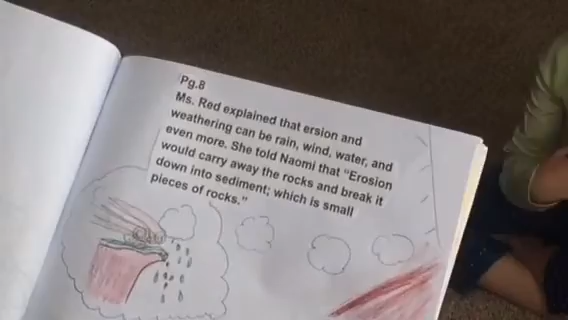 Pg.8
Ms. Red explained that ersion and
weathering can be rain, wind, water, and
even more. She told Naomi that "Erosion
would carry away the rocks and break it
down into sediment; which is small
pieces of rocks."